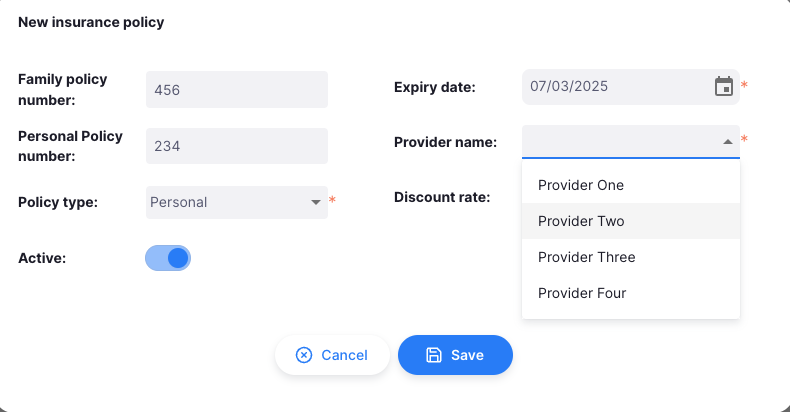 New insurance policy
Family policy
number:
456
Personal Policy
number:
234
Policy type:
Personal
*
Active:
Expiry date:
07/03/2025
*
Provider name:
*
Provider One
Provider Two
Provider Three
Provider Four
Discount rate:
Cancel
Save